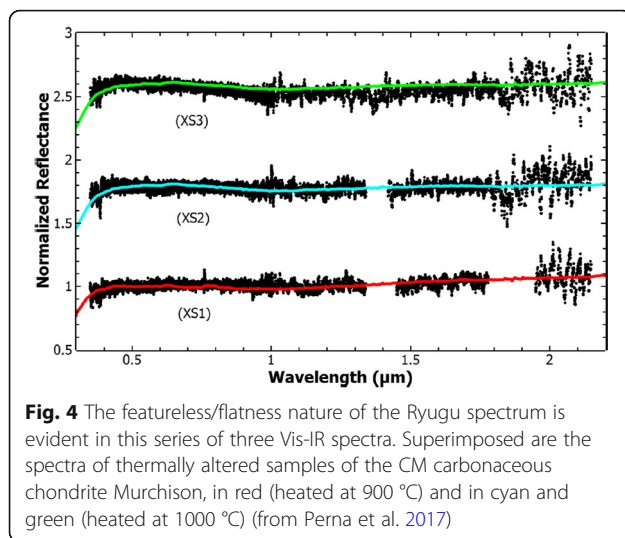 3
2.5
2
1.5
1
0.5
Normalized Reflectance
(XS3)
(XS2)
(XS1)
0.5 1 1.5 2
Wavelength (µm)
Fig. 4 The featureless/flatness nature of the Ryugu spectrum is
evident in this series of three Vis-IR spectra. Superimposed are the
spectra of thermally altered samples of the CM carbonaceous
chondrite Murchison, in red (heated at 900 °C) and in cyan and
green (heated at 1000 °C) (from Perna et al. 2017)